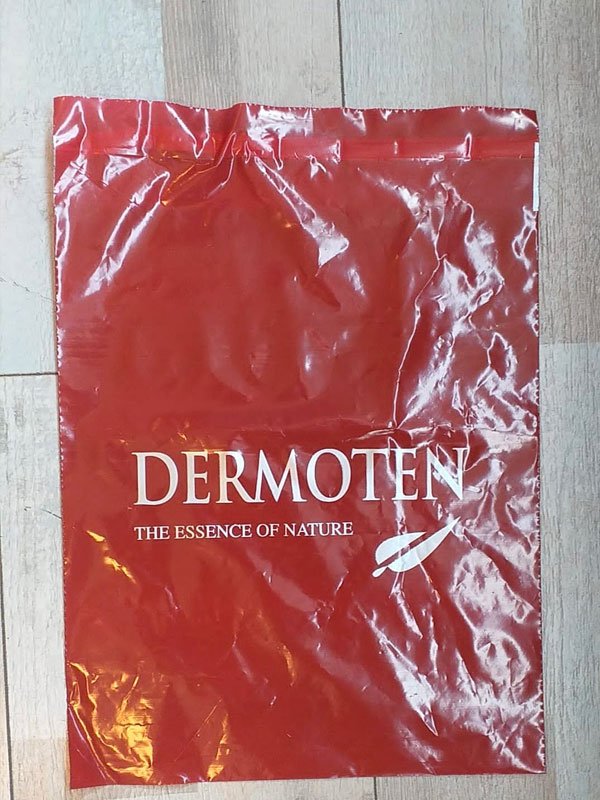 DERMOTEN
THE ESSENCE OF NATURE